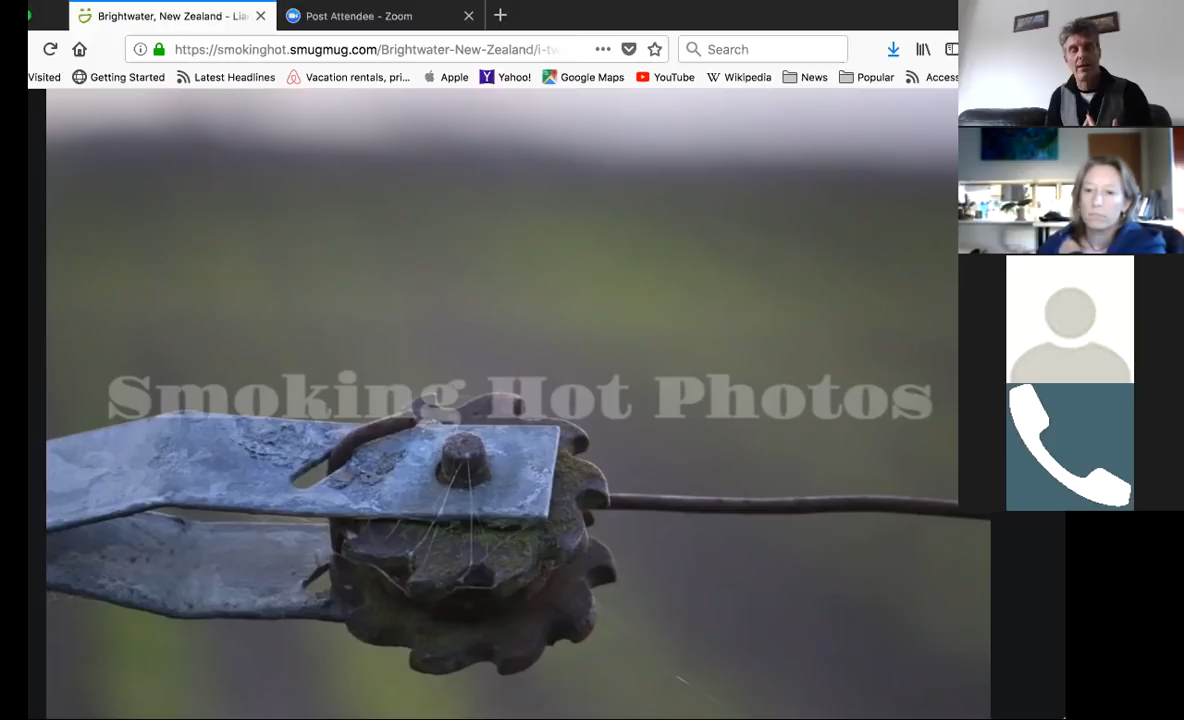 Brightwater, New Zealand - Lia
Post Attendee - Zoom
https://smokinghot.smugmug.com/Brightwater-New-Zealand/i-tw
Search
Visited
Getting Started
Latest Headlines
Vacation rentals, pri...
Apple
Yahoo!
Google Maps
YouTube
Wikipedia
News
Popular
Access
Smoking Hot Photos